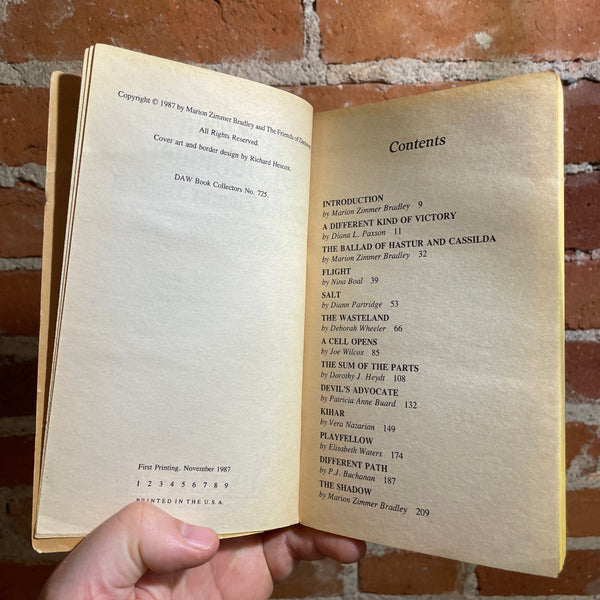 Copyright © 1987 by Marion Zimmer Bradley and The Friends of
All Rights Reserved.
Cover art and border design by Richard Hescox.
DAW Book Collectors No. 725.
First Printing, November 1987
1 2 3 4 5 6 7 8 9
PRINTED IN THE U.S.A.
Contents
INTRODUCTION
by Marion Zimmer Bradley 9
A DIFFERENT KIND OF VICTORY
by Diana L. Paxson 11
THE BALLAD OF HASTUR AND CASSILDA
by Marion Zimmer Bradley 32
FLIGHT
by Nina Boal 39
SALT
by Diann Partridge 53
THE WASTELAND
by Deborah Wheeler 66
A CELL OPENS
by Joe Wilcox 85
THE SUM OF THE PARTS
by Dorothy J. Heydt 108
DEVIL'S ADVOCATE
by Patricia Anne Buard 132
KIHAR
by Vera Nazarian 149
PLAYFELLOW
by Elisabeth Waters 174
DIFFERENT PATH
by P.J. Buchanan 187
THE SHADOW
by Marion Zimmer Bradley 209